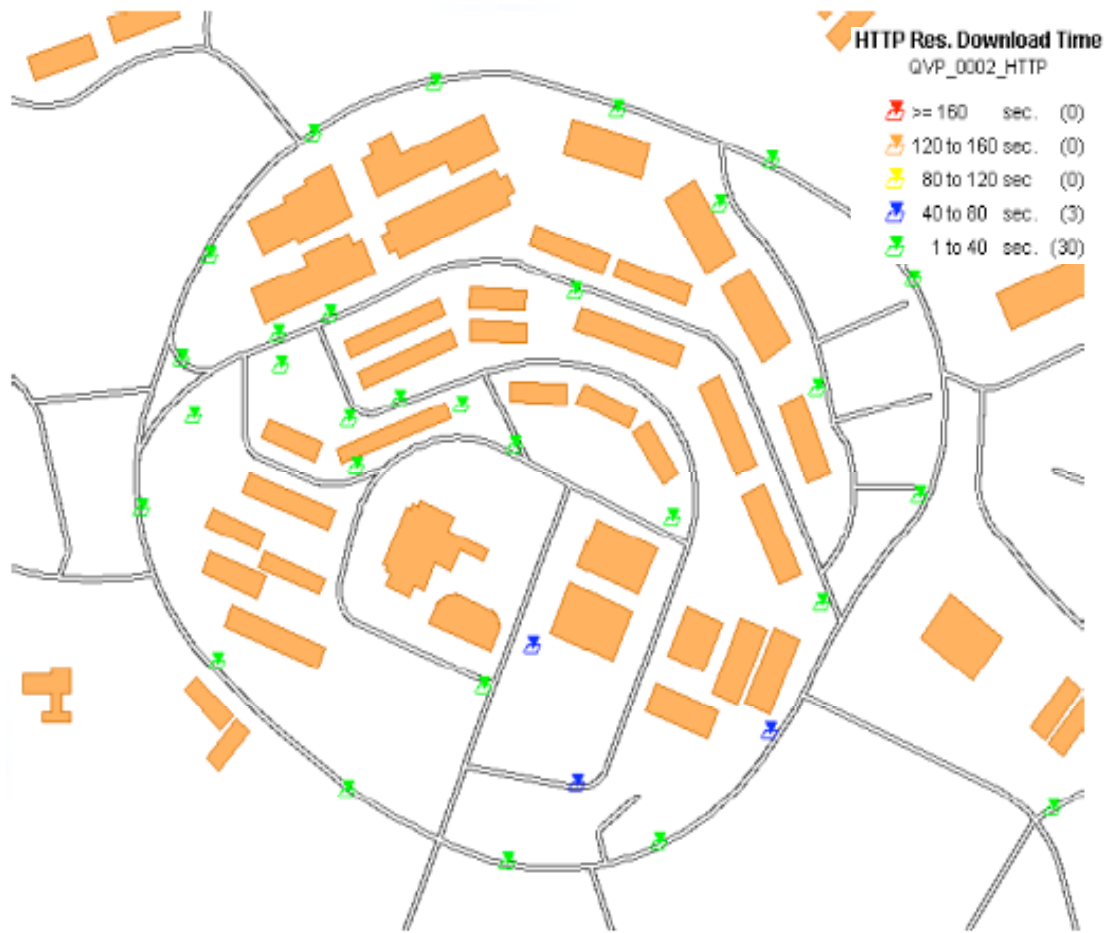 HTTP Res. Download Time
QVP_0002_HTTP
>= 160 sec. (0)
120 to 160 sec. (0)
80 to 120 sec (0)
40 to 80 sec. (3)
1 to 40 sec. (30)